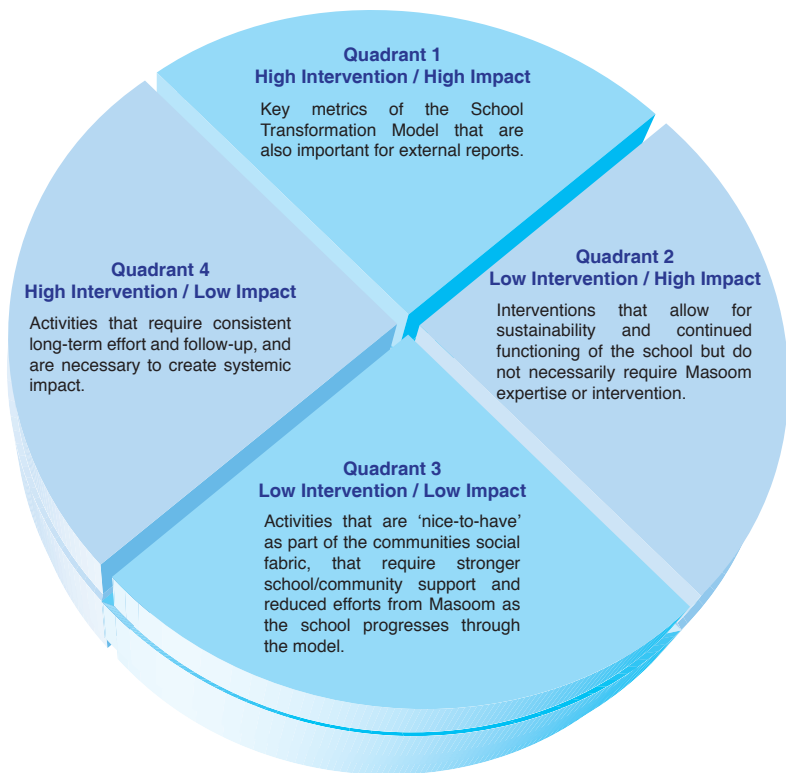 Quadrant 1
High Intervention / High Impact
Key metrics of the School
Transformation Model that are
also important for external reports.
Quadrant 2
Low Intervention / High Impact
Interventions that allow for
sustainability and continued
functioning of the school but do
not necessarily require Masoom
expertise or intervention.
Quadrant 3
Low Intervention / Low Impact
Activities that are ‘nice-to-have’
as part of the communities social
fabric, that require stronger
school/community support and
reduced efforts from Masoom as
the school progresses through
the model.
Quadrant 4
High Intervention / Low Impact
Activities that require consistent
long-term effort and follow-up, and
are necessary to create systemic
impact.